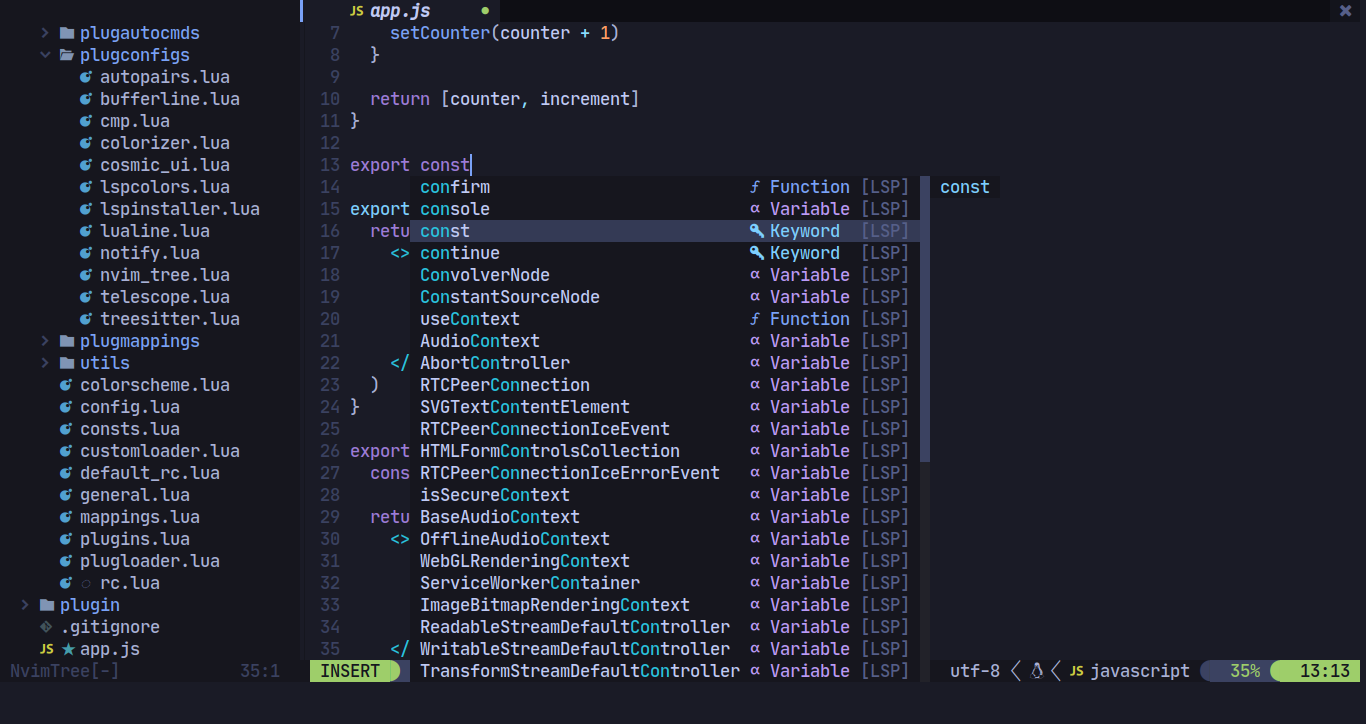 plugautocmds
plugconfigs
autopairs.lua
bufferline.lua
cmp.lua
colorizer.lua
cosmic_ui.lua
lspcolors.lua
lspinstaller.lua
lualine.lua
notify.lua
nvim_tree.lua
telescope.lua
treesitter.lua
plugmappings
utils
colorscheme.lua
config.lua
consts.lua
customloader.lua
default_rc.lua
general.lua
mappings.lua
plugins.lua
plugloader.lua
rc.lua
plugin
.gitignore
JS ★ app.js
NvimTree[-] 35:1
JS app.js ●
7 setCounter(counter + 1)
8 }
9
10 return [counter, increment]
11 }
12
13 export const
14
15 export
16 retu
17 <>
18
19
20
21
22 </
23 )
24 }
25
26 export
27 cons
28
29 retu
30 <>
31
32
33
34
35 </
confirm ƒ Function [LSP]
console α Variable [LSP]
const Keyword [LSP]
continue Keyword [LSP]
ConvolverNode α Variable [LSP]
ConstantSourceNode α Variable [LSP]
useContext ƒ Function [LSP]
AudioContext α Variable [LSP]
AbortController α Variable [LSP]
RTCPeerConnection α Variable [LSP]
SVGTextContentElement α Variable [LSP]
RTCPeerConnectionIceEvent α Variable [LSP]
HTMLFormControlsCollection α Variable [LSP]
RTCPeerConnectionIceErrorEvent α Variable [LSP]
isSecureContext α Variable [LSP]
BaseAudioContext α Variable [LSP]
OfflineAudioContext α Variable [LSP]
WebGLRenderingContext α Variable [LSP]
ServiceWorkerContainer α Variable [LSP]
ImageBitmapRenderingContext α Variable [LSP]
ReadableStreamDefaultController α Variable [LSP]
WritableStreamDefaultController α Variable [LSP]
TransformStreamDefaultController α Variable [LSP]
const
INSERT
utf-8 JS javascript 35% 13:13